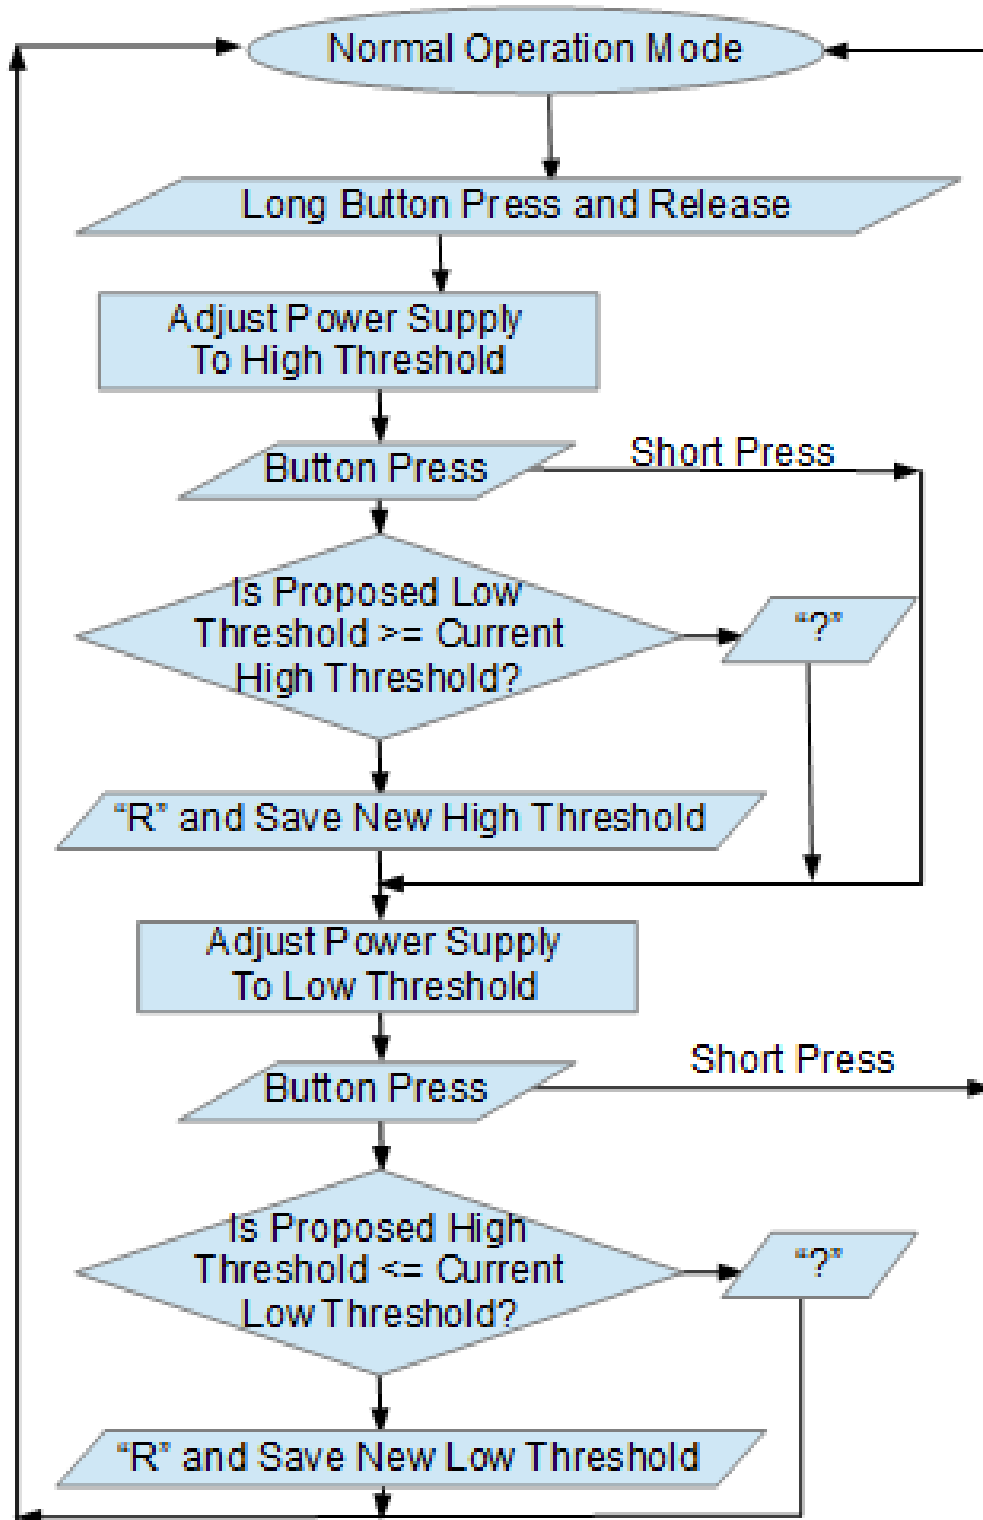 Normal Operation Mode
Long Button Press and Release
Adjust Power Supply
To High Threshold
Button Press
Short Press
Is Proposed Low
Threshold >= Current
High Threshold?
“?”
“R” and Save New High Threshold
Adjust Power Supply
To Low Threshold
Button Press
Short Press
Is Proposed High
Threshold <= Current
Low Threshold?
“?”
“R” and Save New Low Threshold